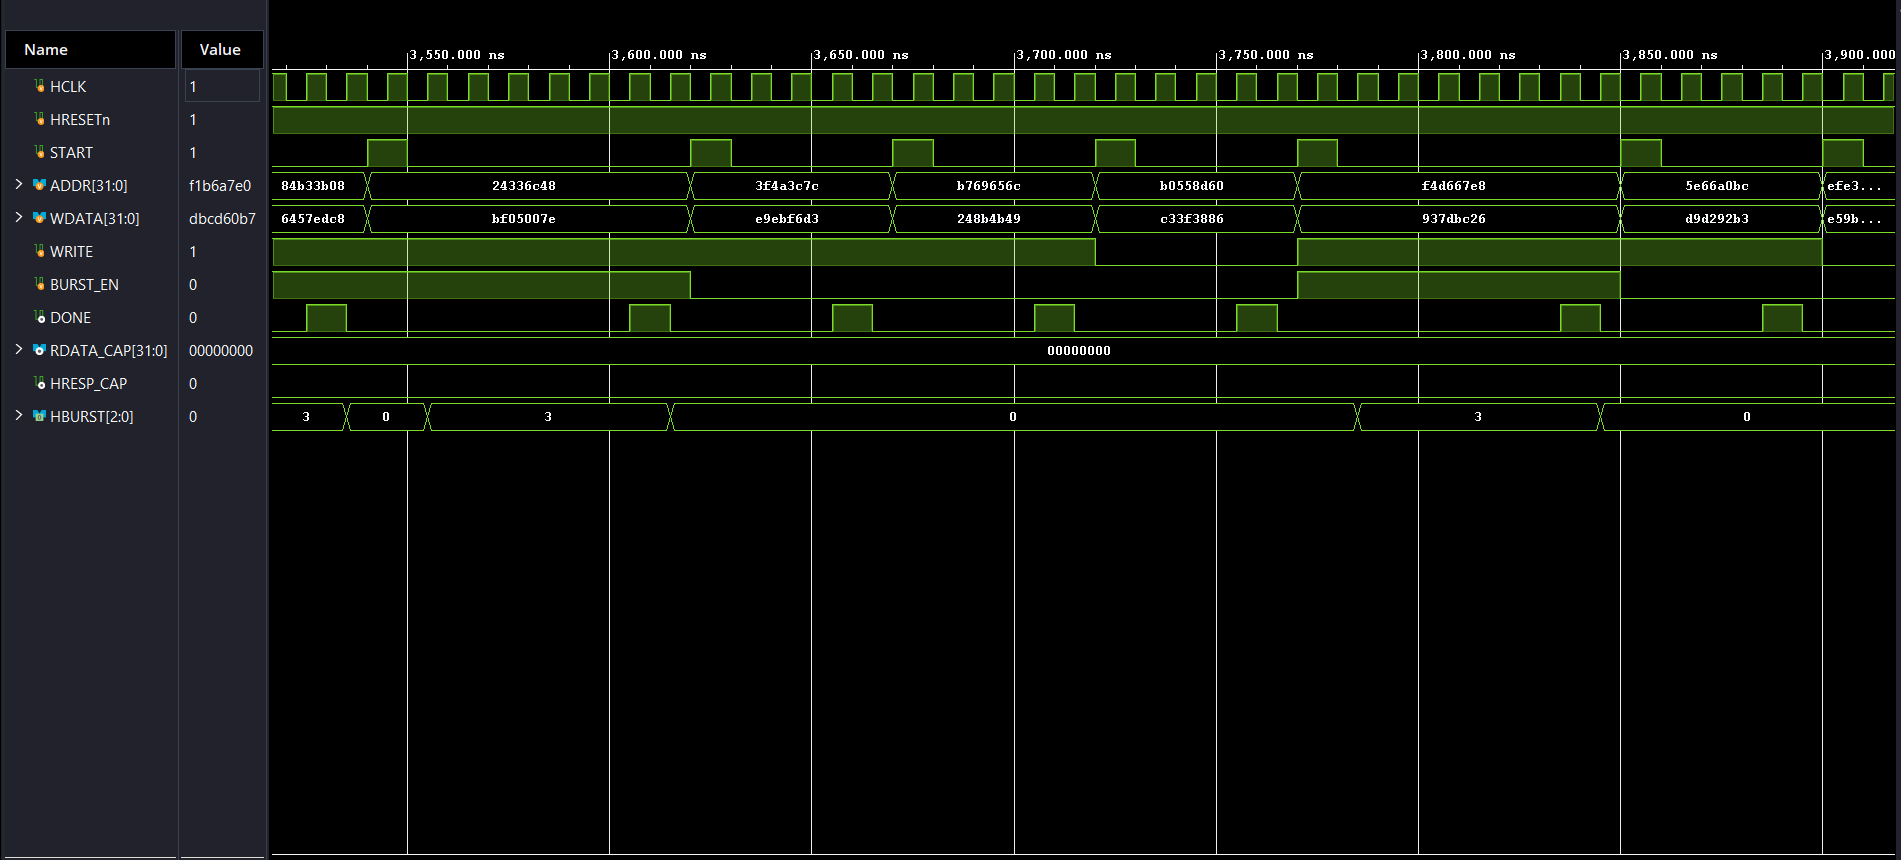 Name Value
3,550.000 ns 3,600.000 ns 3,650.000 ns 3,700.000 ns 3,750.000 ns 3,800.000 ns 3,850.000 ns 3,900.000
HCLK 1
HRESETn 1
START 1
ADDR[31:0] f1b6a7e0 84b33b08 24336c48 3f4a3c7c b769656c b0558d60 f4d667e8 5e66a0bc efe3...
WDATA[31:0] dbcd60b7 6457edc8 bf05007e e9ebf6d3 248b4b49 c33f3886 937dbc26 d9d292b3 e59b...
WRITE 1
BURST_EN 0
DONE 0
RDATA_CAP[31:0] 00000000 00000000
HRESP_CAP 0
HBURST[2:0] 0 3 0 3 0 3 0